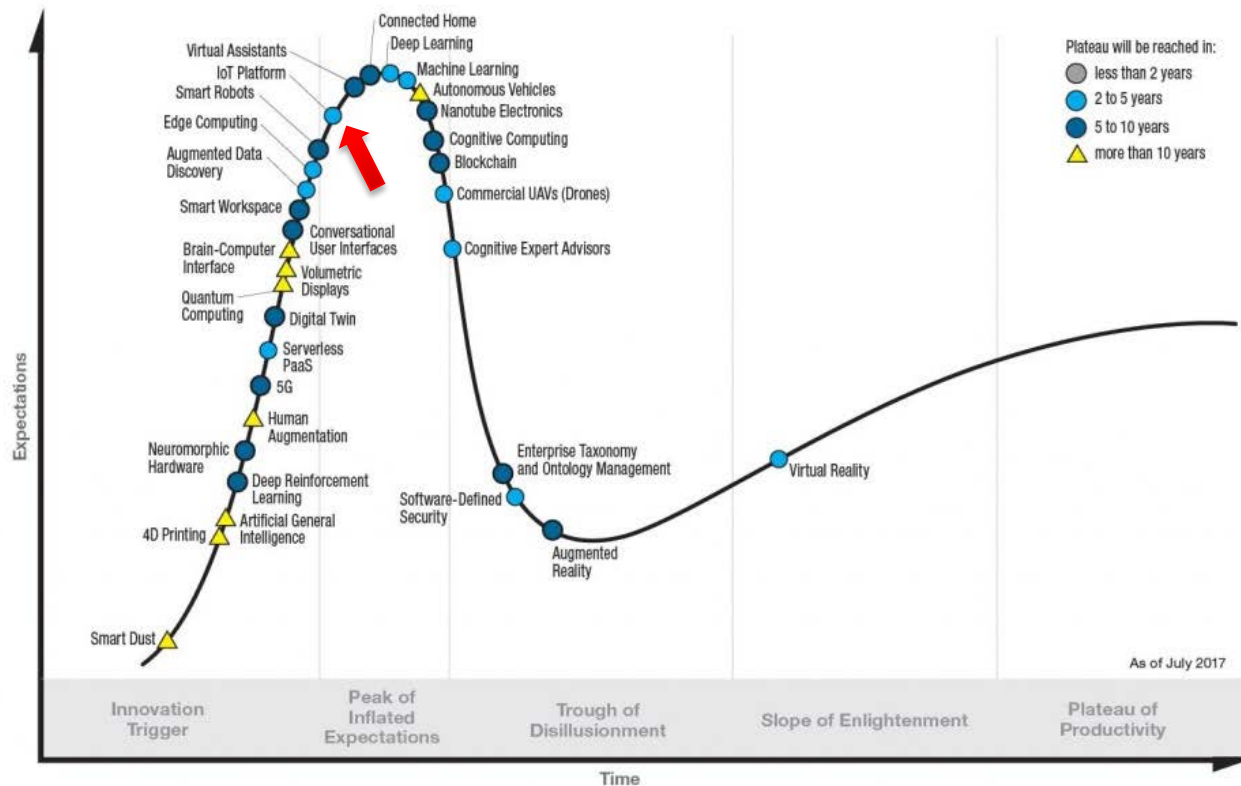 Connected Home
Deep Learning
Virtual Assistants
IoT Platform
Machine Learning
Smart Robots
Autonomous Vehicles
Nanotube Electronics
Edge Computing
Cognitive Computing
Augmented Data
Discovery
Blockchain
Commercial UAVs (Drones)
Smart Workspace
Conversational
User Interfaces
Cognitive Expert Advisors
Brain-Computer
Interface
Volumetric
Displays
Quantum
Computing
Digital Twin
Serverless
PaaS
5G
Human
Augmentation
Neuromorphic
Hardware
Deep Reinforcement
Learning
Artificial General
Intelligence
4D Printing
Smart Dust
Enterprise Taxonomy
and Ontology Management
Software-Defined
Security
Augmented
Reality
Virtual Reality
Plateau will be reached in:
less than 2 years
2 to 5 years
5 to 10 years
more than 10 years
As of July 2017
Expectations
Innovation
Trigger
Peak of
Inflated
Expectations
Trough of
Disillusionment
Slope of Enlightenment
Plateau of
Productivity
Time